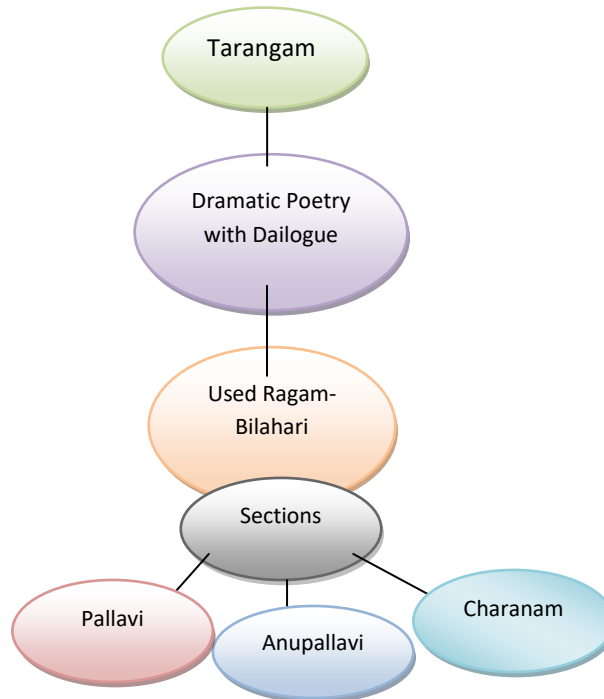 Tarangam
Dramatic Poetry
with Dailogue
Used Ragam-
Bilahari
Sections
Pallavi
Anupallavi
Charanam